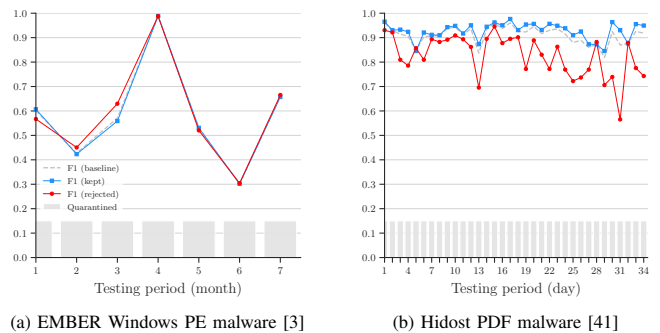 1.0
0.9
0.8
0.7
0.6
0.5
0.4
0.3
0.2
0.1
0.0
F1 (baseline)
F1 (kept)
F1 (rejected)
Quarantined
1 2 3 4 5 6 7
Testing period (month)
(a) EMBER Windows PE malware [3]
1.0
0.9
0.8
0.7
0.6
0.5
0.4
0.3
0.2
0.1
0.0
1 4 7 10 13 16 19 22 25 28 31 34
Testing period (day)
(b) Hidost PDF malware [41]